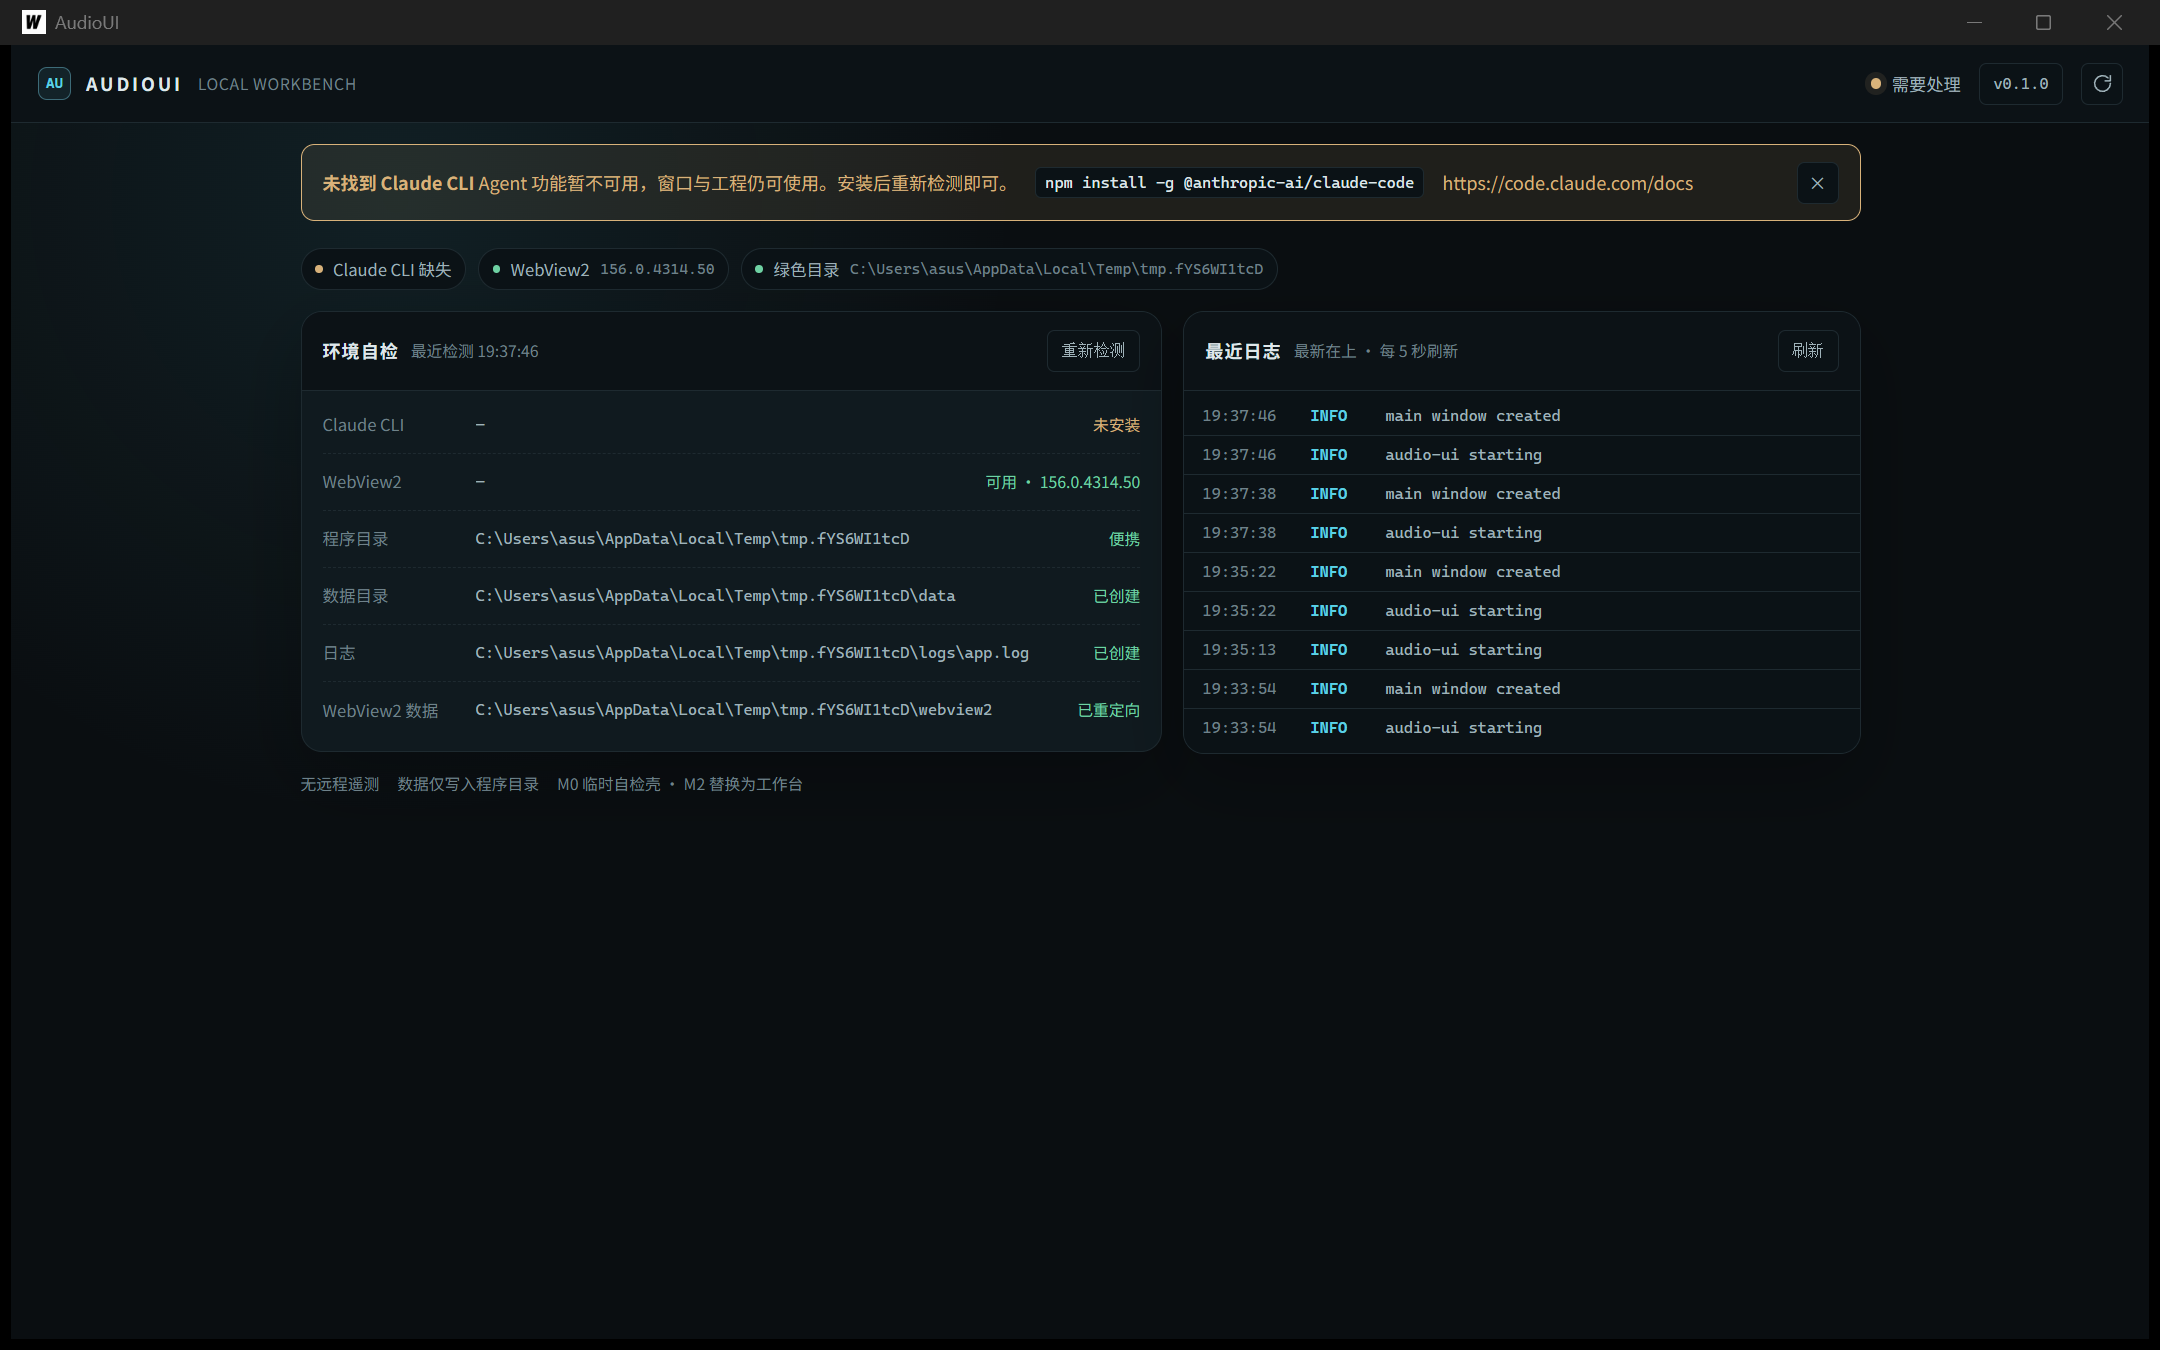 W AudioUI
AU AUDIOUI LOCAL WORKBENCH 需要处理 v0.1.0
未找到 Claude CLI Agent 功能暂不可用，窗口与工程仍可使用。安装后重新检测即可。 npm install -g @anthropic-ai/claude-code https://code.claude.com/docs
Claude CLI 缺失 WebView2 156.0.4314.50 绿色目录 C:\Users\asus\AppData\Local\Temp\tmp.fYS6WI1tcD
环境自检 最近检测 19:37:46 重新检测
Claude CLI — 未安装
WebView2 — 可用 · 156.0.4314.50
程序目录 C:\Users\asus\AppData\Local\Temp\tmp.fYS6WI1tcD 便携
数据目录 C:\Users\asus\AppData\Local\Temp\tmp.fYS6WI1tcD\data 已创建
日志 C:\Users\asus\AppData\Local\Temp\tmp.fYS6WI1tcD\logs\app.log 已创建
WebView2 数据 C:\Users\asus\AppData\Local\Temp\tmp.fYS6WI1tcD\webview2 已重定向
最近日志 最新在上 · 每 5 秒刷新 刷新
19:37:46 INFO main window created
19:37:46 INFO audio-ui starting
19:37:38 INFO main window created
19:37:38 INFO audio-ui starting
19:35:22 INFO main window created
19:35:22 INFO audio-ui starting
19:35:13 INFO audio-ui starting
19:33:54 INFO main window created
19:33:54 INFO audio-ui starting
无远程遥测 数据仅写入程序目录 M0 临时自检壳 · M2 替换为工作台